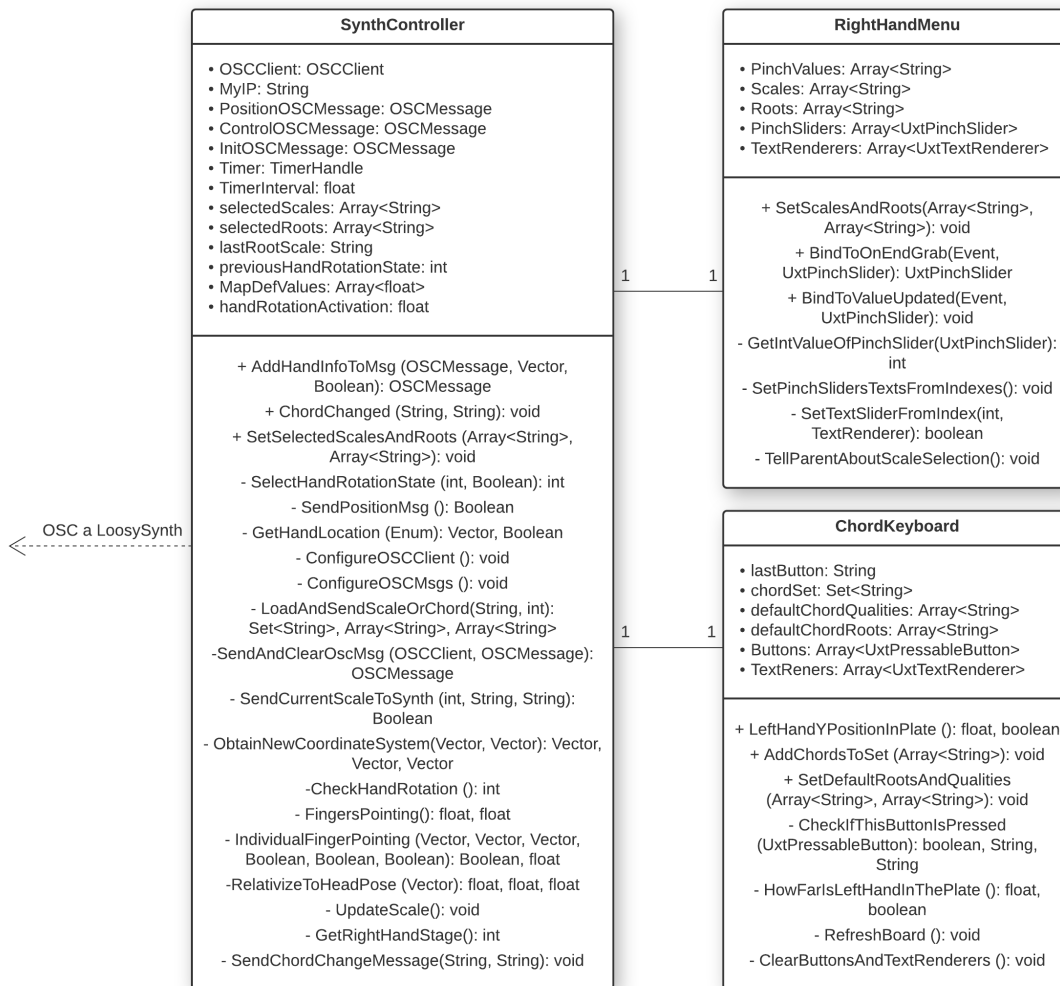 SynthController
• OSCClient: OSCClient
• MyIP: String
• PositionOSCMessage: OSCMessage
• ControlOSCMessage: OSCMessage
• InitOSCMessage: OSCMessage
• Timer: TimerHandle
• TimerInterval: float
• selectedScales: Array<String>
• selectedRoots: Array<String>
• lastRootScale: String
• previousHandRotationState: int
• MapDefValues: Array<float>
• handRotationActivation: float
+ AddHandInfoToMsg (OSCMessage, Vector,
Boolean): OSCMessage
+ ChordChanged (String, String): void
+ SetSelectedScalesAndRoots (Array<String>,
Array<String>): void
- SelectHandRotationState (int, Boolean): int
- SendPositionMsg (): Boolean
- GetHandLocation (Enum): Vector, Boolean
- ConfigureOSCClient (): void
- ConfigureOSCMsgs (): void
- LoadAndSendScaleOrChord(String, int):
Set<String>, Array<String>, Array<String>
-SendAndClearOscMsg (OSCClient, OSCMessage):
OSCMessage
- SendCurrentScaleToSynth (int, String, String):
Boolean
- ObtainNewCoordinateSystem(Vector, Vector): Vector,
Vector, Vector
-CheckHandRotation (): int
- FingersPointing(): float, float
- IndividualFingerPointing (Vector, Vector, Vector,
Boolean, Boolean, Boolean): Boolean, float
-RelativizeToHeadPose (Vector): float, float, float
- UpdateScale(): void
- GetRightHandStage(): int
- SendChordChangeMessage(String, String): void
OSC a LoosySynth
1
1
1
1
RightHandMenu
• PinchValues: Array<String>
• Scales: Array<String>
• Roots: Array<String>
• PinchSliders: Array<UxtPinchSlider>
• TextRenderers: Array<UxtTextRenderer>
+ SetScalesAndRoots(Array<String>,
Array<String>): void
+ BindToOnEndGrab(Event,
UxtPinchSlider): UxtPinchSlider
+ BindToValueUpdated(Event,
UxtPinchSlider): void
- GetIntValueOfPinchSlider(UxtPinchSlider):
int
- SetPinchSlidersTextsFromIndexes(): void
- SetTextSliderFromIndex(int,
TextRenderer): boolean
- TellParentAboutScaleSelection(): void
ChordKeyboard
• lastButton: String
• chordSet: Set<String>
• defaultChordQualities: Array<String>
• defaultChordRoots: Array<String>
• Buttons: Array<UxtPressableButton>
• TextReners: Array<UxtTextRenderer>
+ LeftHandYPositionInPlate (): float, boolean
+ AddChordsToSet (Array<String>): void
+ SetDefaultRootsAndQualities
(Array<String>, Array<String>): void
- CheckIfThisButtonIsPressed
(UxtPressableButton): boolean, String,
String
- HowFarIsLeftHandInThePlate (): float,
boolean
- RefreshBoard (): void
- ClearButtonsAndTextRenderers (): void